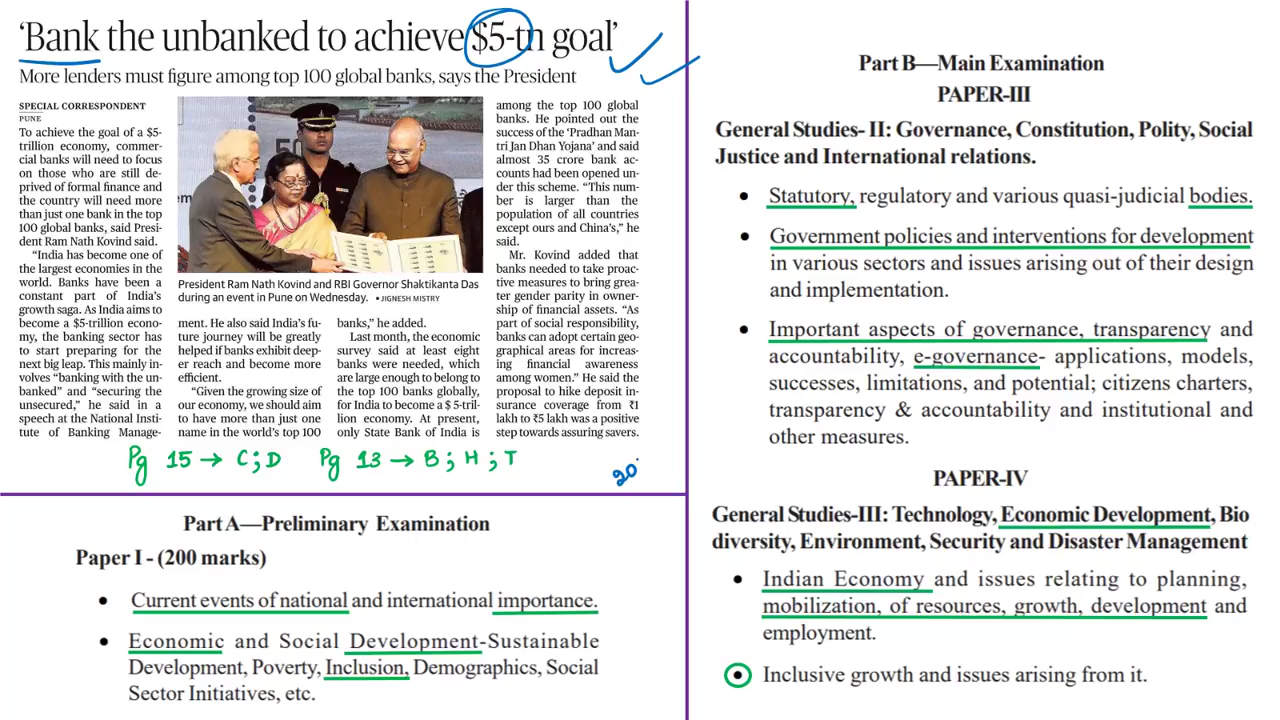 ‘Bank the unbanked to achieve $5-tn goal’
More lenders must figure among top 100 global banks, says the President
SPECIAL CORRESPONDENT
PUNE
To achieve the goal of a $5-
trillion economy, commer-
cial banks will need to focus
on those who are still de-
prived of formal finance and
the country will need more
than just one bank in the top
100 global banks, said Presi-
dent Ram Nath Kovind said.
“India has become one of
the largest economies in the
world. Banks have been a
constant part of India’s
growth saga. As India aims to
become a $5-trillion econo-
my, the banking sector has
to start preparing for the
next big leap. This mainly in-
volves “banking with the un-
banked” and “securing the
unsecured,” he said in a
speech at the National Insti-
tute of Banking Manage-
President Ram Nath Kovind and RBI Governor Shaktikanta Das
during an event in Pune on Wednesday. • JIGNESH MISTRY
ment. He also said India’s fu-
ture journey will be greatly
helped if banks exhibit deep-
er reach and become more
efficient.
“Given the growing size of
our economy, we should aim
to have more than just one
name in the world’s top 100
banks,” he added.
Last month, the economic
survey said at least eight
banks were needed, which
are large enough to belong to
the top 100 banks globally,
for India to become a $ 5-tril-
lion economy. At present,
only State Bank of India is
among the top 100 global
banks. He pointed out the
success of the ‘Pradhan Man-
tri Jan Dhan Yojana’ and said
almost 35 crore bank ac-
counts had been opened un-
der this scheme. “This num-
ber is larger than the
population of all countries
except ours and China’s,” he
said.
Mr. Kovind added that
banks needed to take proac-
tive measures to bring grea-
ter gender parity in owner-
ship of financial assets. “As
part of social responsibility,
banks can adopt certain geo-
graphical areas for increas-
ing financial awareness
among women.” He said the
proposal to hike deposit in-
surance coverage from ₹1
lakh to ₹5 lakh was a positive
step towards assuring savers.
Pg 15 → C; D Pg 13 → B; H; T
20
Part A—Preliminary Examination
Paper I - (200 marks)
• Current events of national and international importance.
• Economic and Social Development-Sustainable
Development, Poverty, Inclusion, Demographics, Social
Sector Initiatives, etc.
Part B—Main Examination
PAPER-III
General Studies- II: Governance, Constitution, Polity, Social
Justice and International relations.
• Statutory, regulatory and various quasi-judicial bodies.
• Government policies and interventions for development
in various sectors and issues arising out of their design
and implementation.
• Important aspects of governance, transparency and
accountability, e-governance- applications, models,
successes, limitations, and potential; citizens charters,
transparency & accountability and institutional and
other measures.
PAPER-IV
General Studies-III: Technology, Economic Development, Bio
diversity, Environment, Security and Disaster Management
• Indian Economy and issues relating to planning,
mobilization, of resources, growth, development and
employment.
• Inclusive growth and issues arising from it.